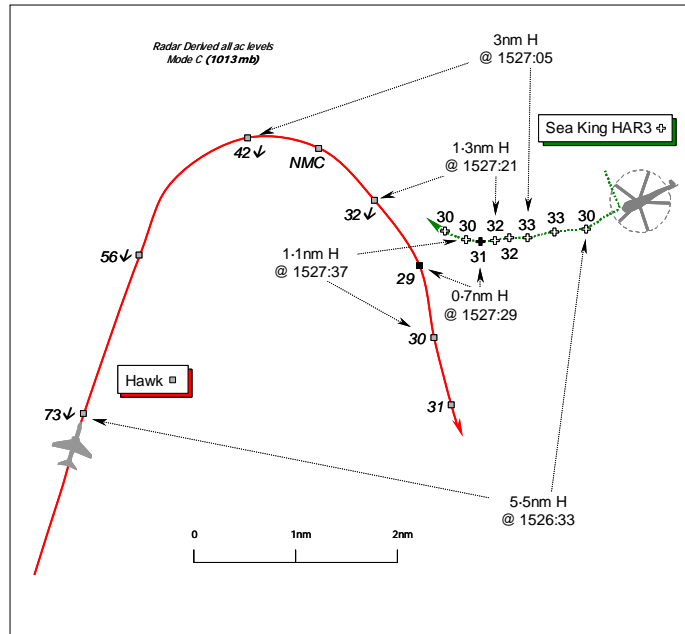 Radar Derived all ac levels
Mode C (1013mb)
3nm H
@ 1527:05
Sea King HAR3
1·3nm H
@ 1527:21
42
NMC
32
30
30
32
33
33
30
31
32
56
1·1nm H
@ 1527:37
29
0·7nm H
@ 1527:29
30
Hawk
73
31
5·5nm H
@ 1526:33
0
1nm
2nm